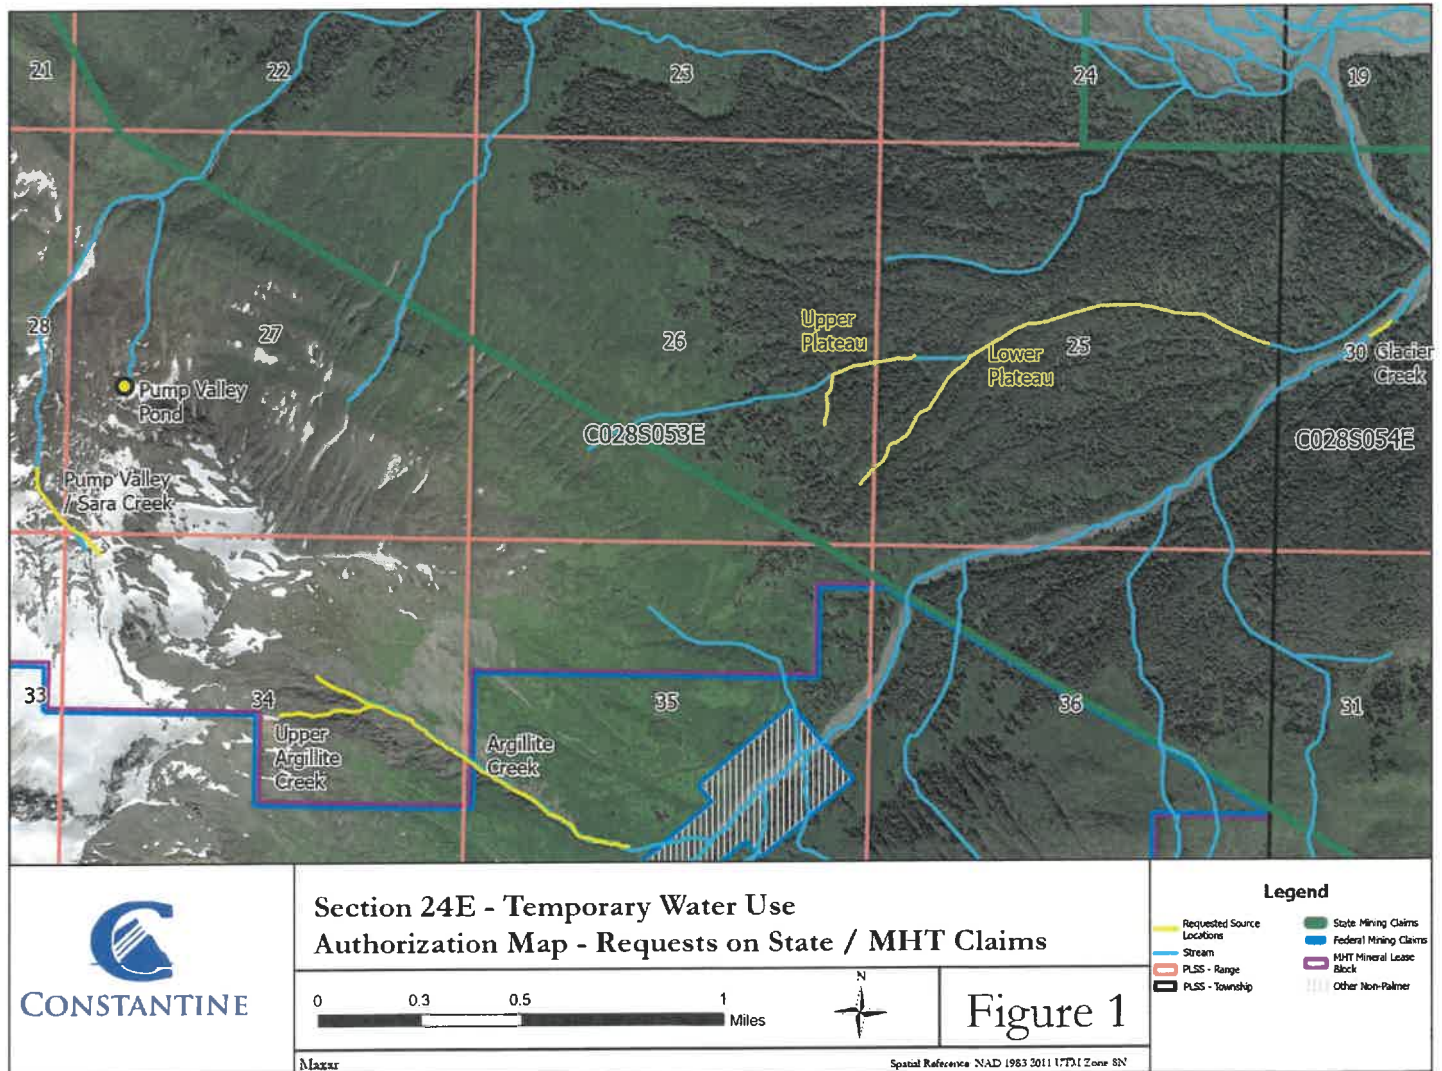 21
22
23
24
19
28
27
26
25
30
Upper
Plateau
Lower
Plateau
Glacier
Creek
Pump Valley
Pond
C028S053E
C028S054E
Pump Valley
/ Sara Creek
33
34
35
36
31
Upper
Argillite
Creek
Argillite
Creek
CONSTANTINE
Section 24E - Temporary Water Use
Authorization Map - Requests on State / MHT Claims
0 0.3 0.5 1
Miles
N
Figure 1
Maxar
Spatial Reference NAD 1983 2011 UTM Zone 8N
Legend
Requested Source
Locations
Stream
PLSS - Range
PLSS - Township
State Mining Claims
Federal Mining Claims
MHT Mineral Lease
Block
Other Non-Palmer